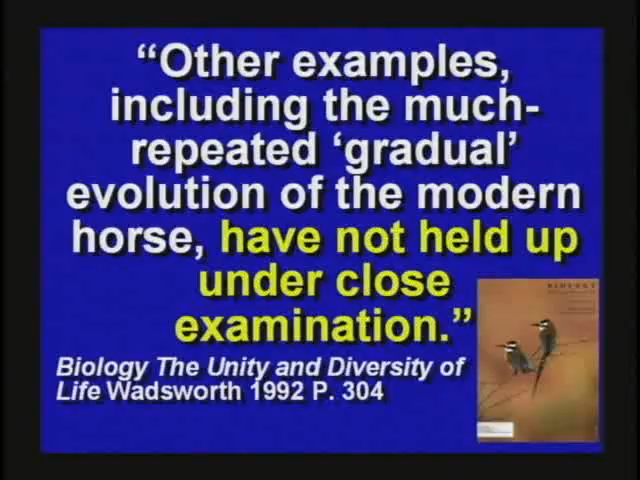 “Other examples,
including the much-
repeated ‘gradual’
evolution of the modern
horse, have not held up
under close
examination.”
Biology The Unity and Diversity of
Life Wadsworth 1992 P. 304
BIOLOGY